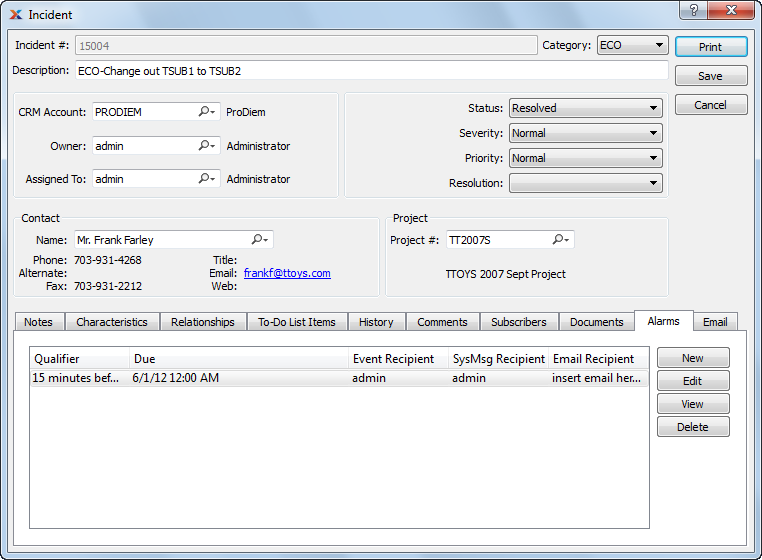 Incident
Incident #: 15004 Category: ECO Print
Description: ECO-Change out TSUB1 to TSUB2 Save
Cancel
CRM Account: PRODIEM ProDiem
Owner: admin Administrator
Assigned To: admin Administrator
Status: Resolved
Severity: Normal
Priority: Normal
Resolution:
Contact
Name: Mr. Frank Farley
Phone: 703-931-4268 Title:
Alternate: Email: frankf@ttoys.com
Fax: 703-931-2212 Web:
Project
Project #: TT2007S
TTOYS 2007 Sept Project
Notes Characteristics Relationships To-Do List Items History Comments Subscribers Documents Alarms Email
Qualifier Due Event Recipient SysMsg Recipient Email Recipient
15 minutes bef... 6/1/12 12:00 AM admin admin insert email her...
New
Edit
View
Delete